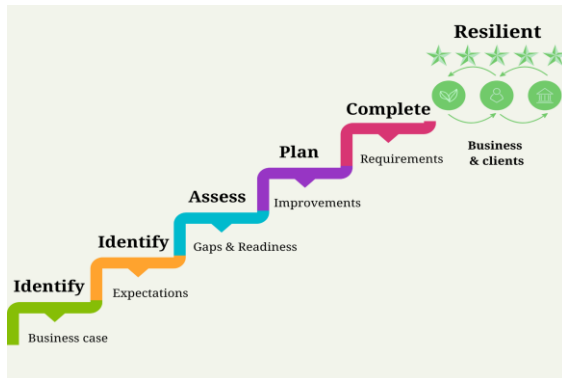 Resilient
Complete
Business
& clients
Plan
Requirements
Assess
Improvements
Identify
Gaps & Readiness
Identify
Expectations
Business case